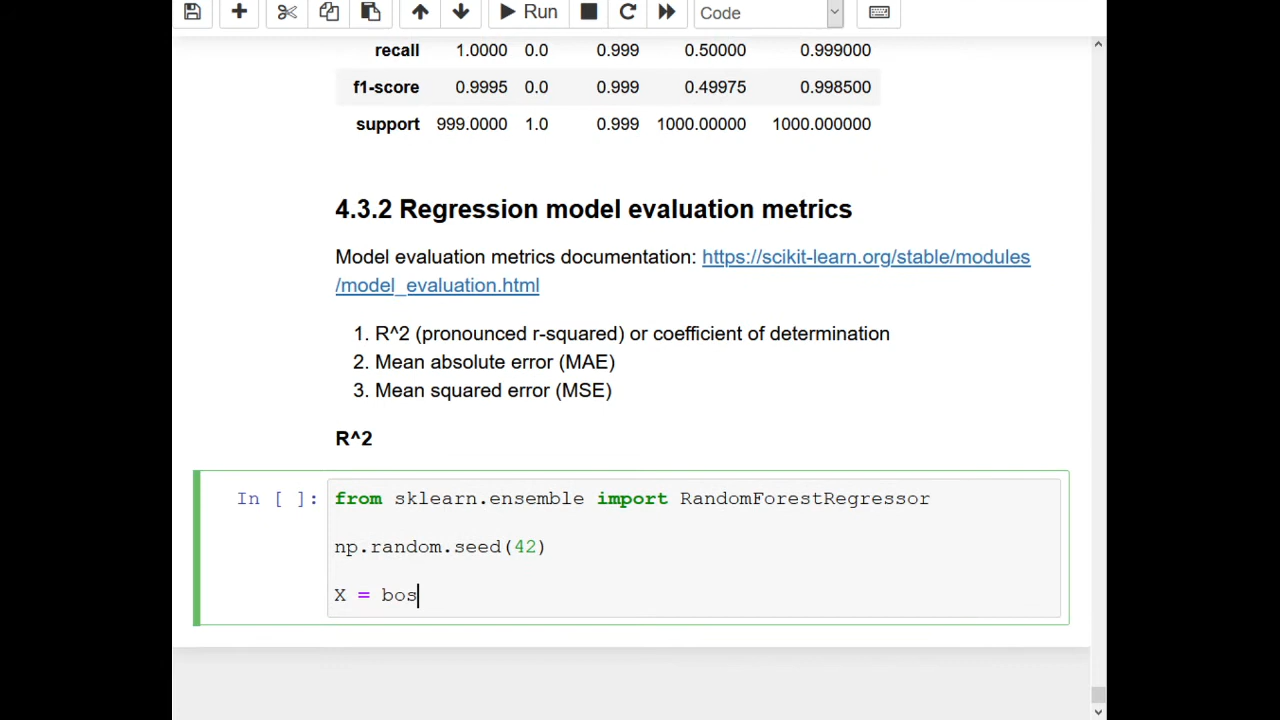 Run Code
recall 1.0000 0.0 0.999 0.50000 0.999000
f1-score 0.9995 0.0 0.999 0.49975 0.998500
support 999.0000 1.0 0.999 1000.00000 1000.000000
4.3.2 Regression model evaluation metrics
Model evaluation metrics documentation: https://scikit-learn.org/stable/modules
/model_evaluation.html
1. R^2 (pronounced r-squared) or coefficient of determination
2. Mean absolute error (MAE)
3. Mean squared error (MSE)
R^2
In [ ]: from sklearn.ensemble import RandomForestRegressor
np.random.seed(42)
X = bos